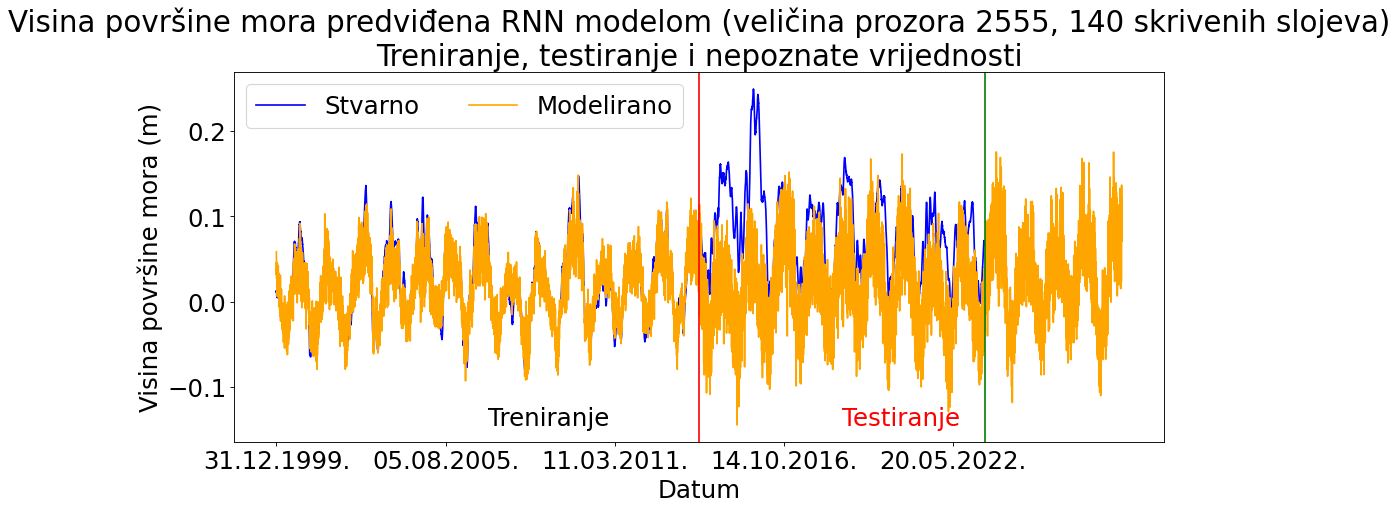 Visina površine mora predviđena RNN modelom (veličina prozora 2555, 140 skrivenih slojeva)
Treniranje, testiranje i nepoznate vrijednosti
Stvarno
Modelirano
Visina površine mora (m)
0.2
0.1
0.0
−0.1
Treniranje
Testiranje
31.12.1999.
05.08.2005.
11.03.2011.
14.10.2016.
20.05.2022.
Datum